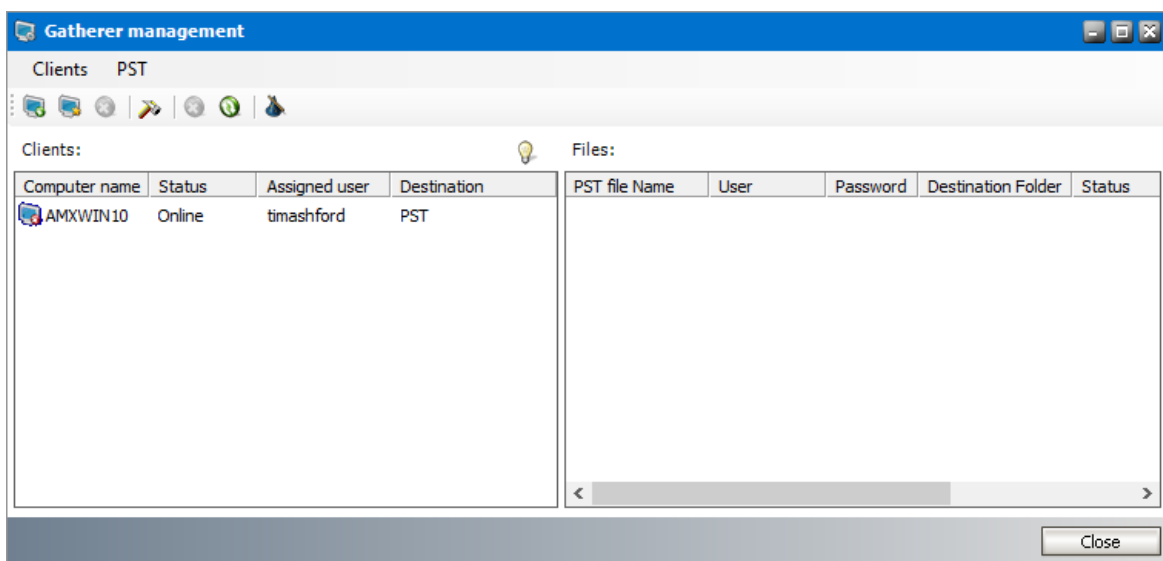 Gatherer management
Clients PST
Clients: Files:
Computer name Status Assigned user Destination PST file Name User Password Destination Folder Status
AMXWIN10 Online timashford PST
Close